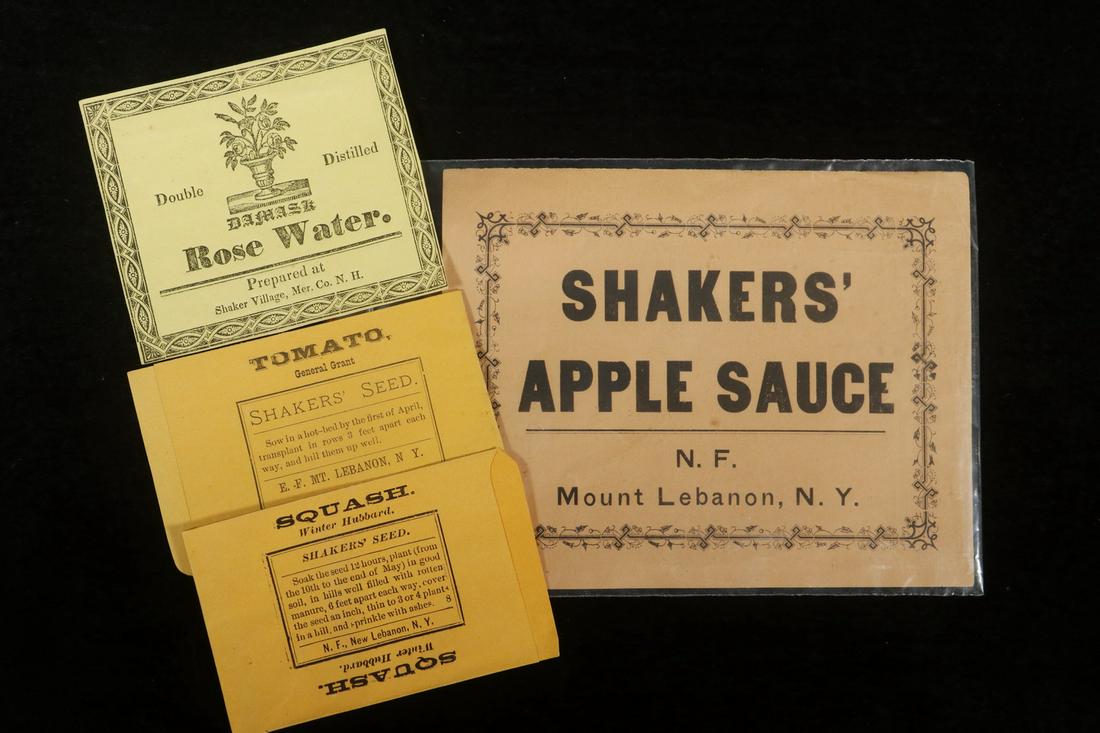 Double Distilled
DAMASK
Rose Water.
Prepared at
Shaker Village, Mer. Co. N. H.
TOMATO,
General Grant
SHAKERS' SEED.
Sow in a hot-bed by the first of April,
transplant in rows 3 feet apart each
way, and hill them up well.
E. F. MT. LEBANON, N. Y.
SQUASH.
Winter Hubbard.
SHAKERS' SEED.
Soak the seed 12 hours, plant (from
the 10th to the end of May) in good
soil, in hills well filled with rotten
manure, 6 feet apart each way, cover
the seed an inch, thin to 3 or 4 plants
in a hill, and sprinkle with ashes. 8
N. F., New Lebanon, N. Y.
Winter Hubbard.
SQUASH.
SHAKERS'
APPLE SAUCE
N. F.
Mount Lebanon, N. Y.